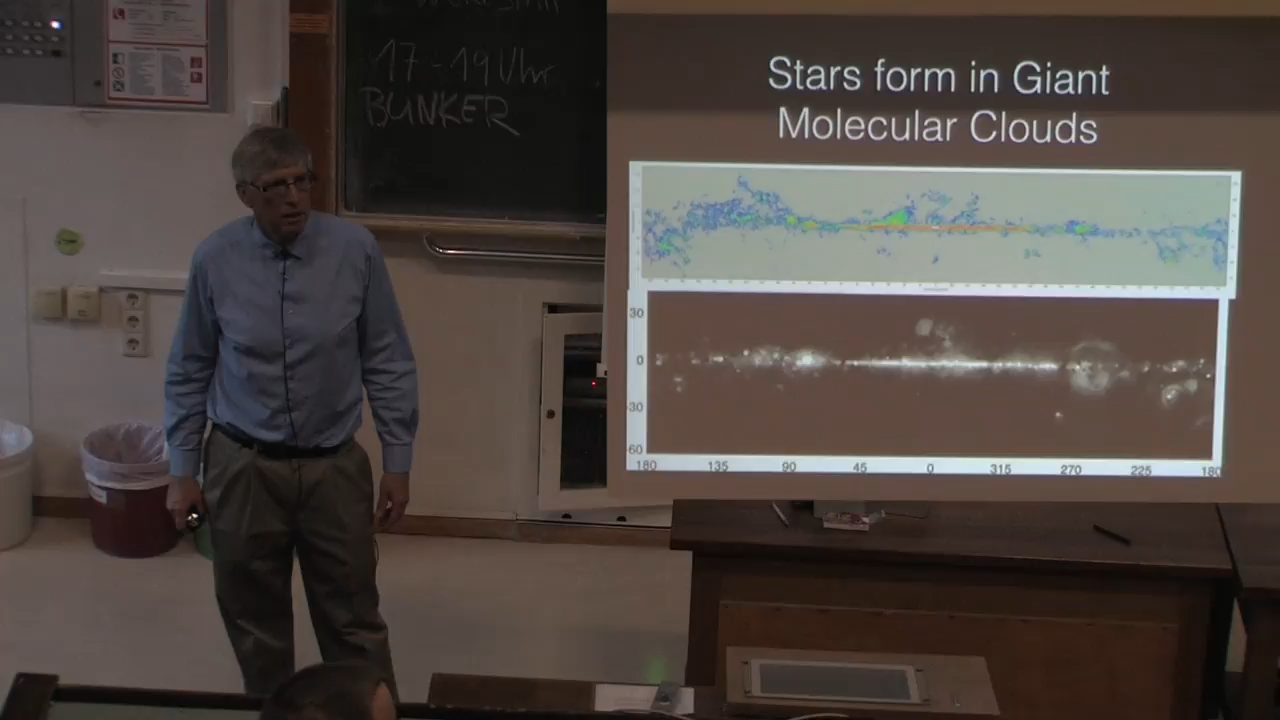 17 - 19 Uhr
BUNKER
Stars form in Giant
Molecular Clouds
30
0
30
60
180 135 90 45 0 315 270 225 180